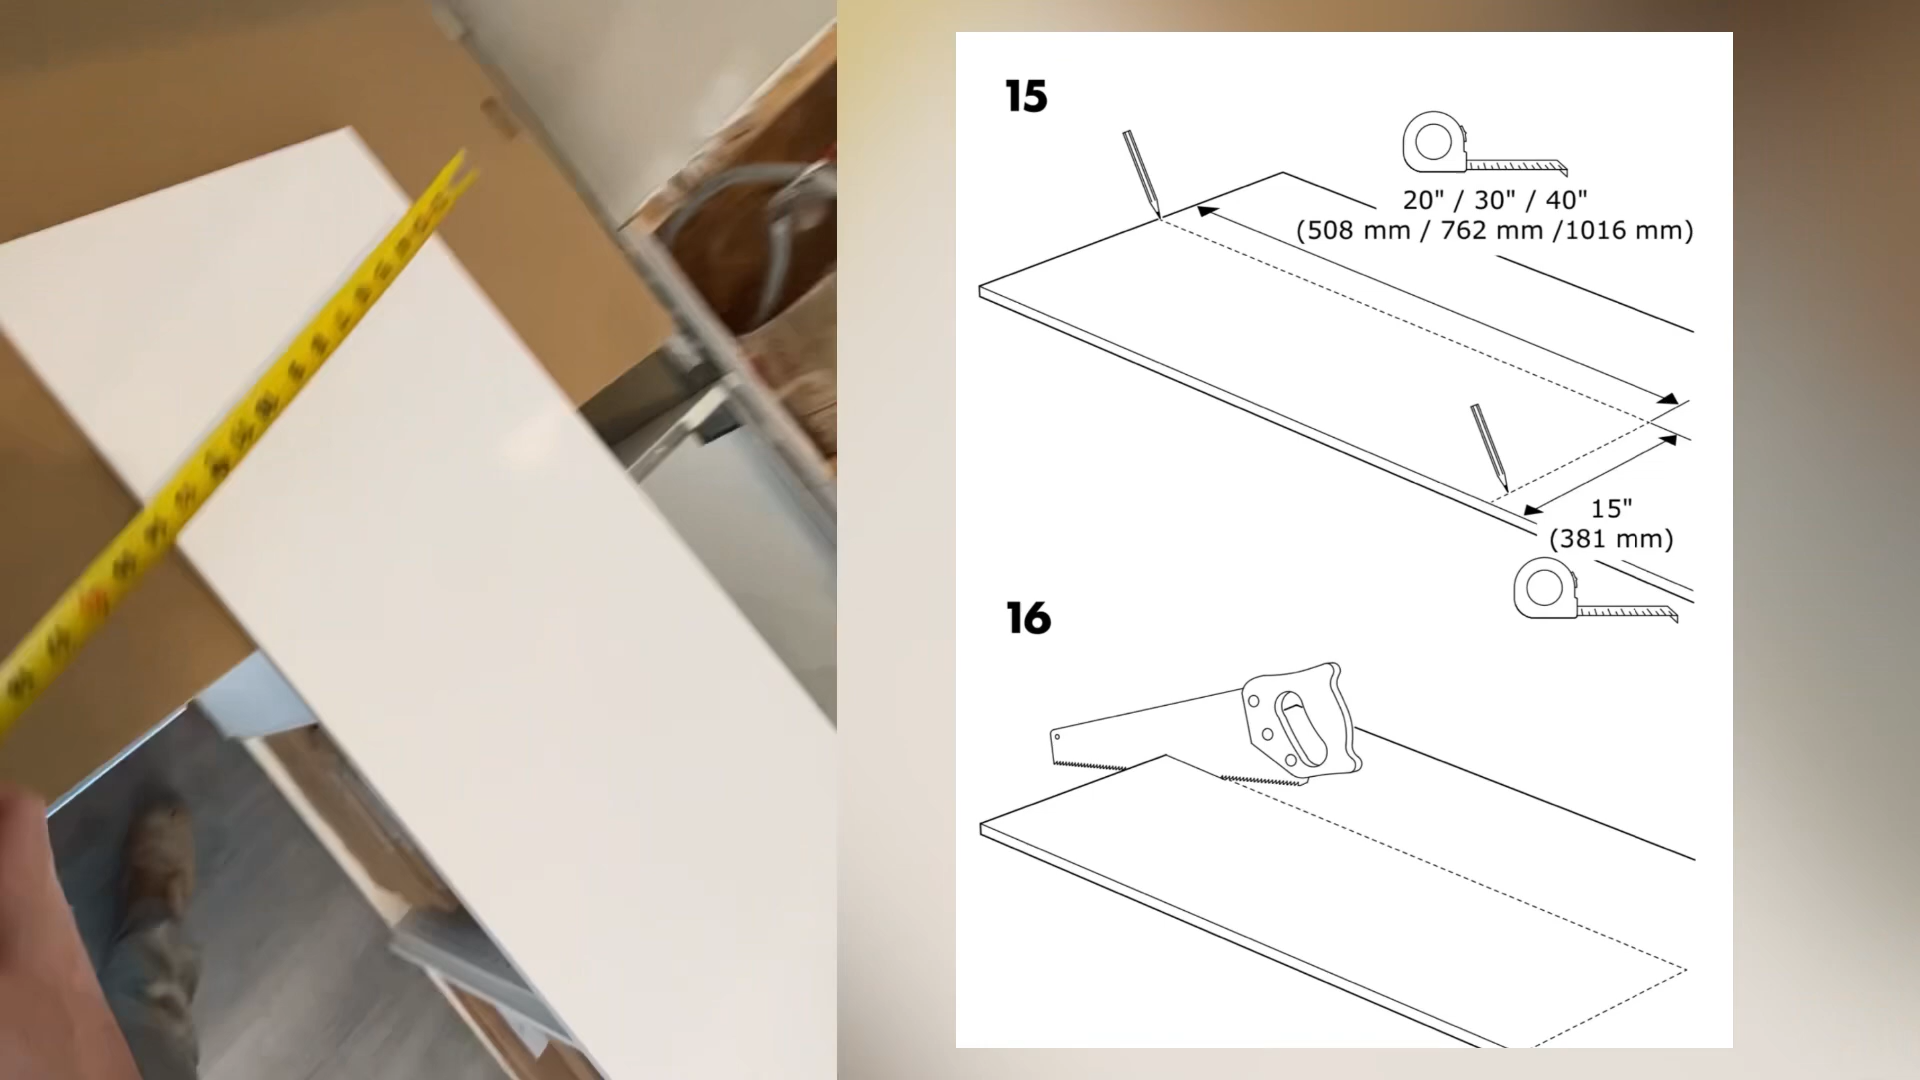 15
20" / 30" / 40"
(508 mm / 762 mm /1016 mm)
15"
(381 mm)
16